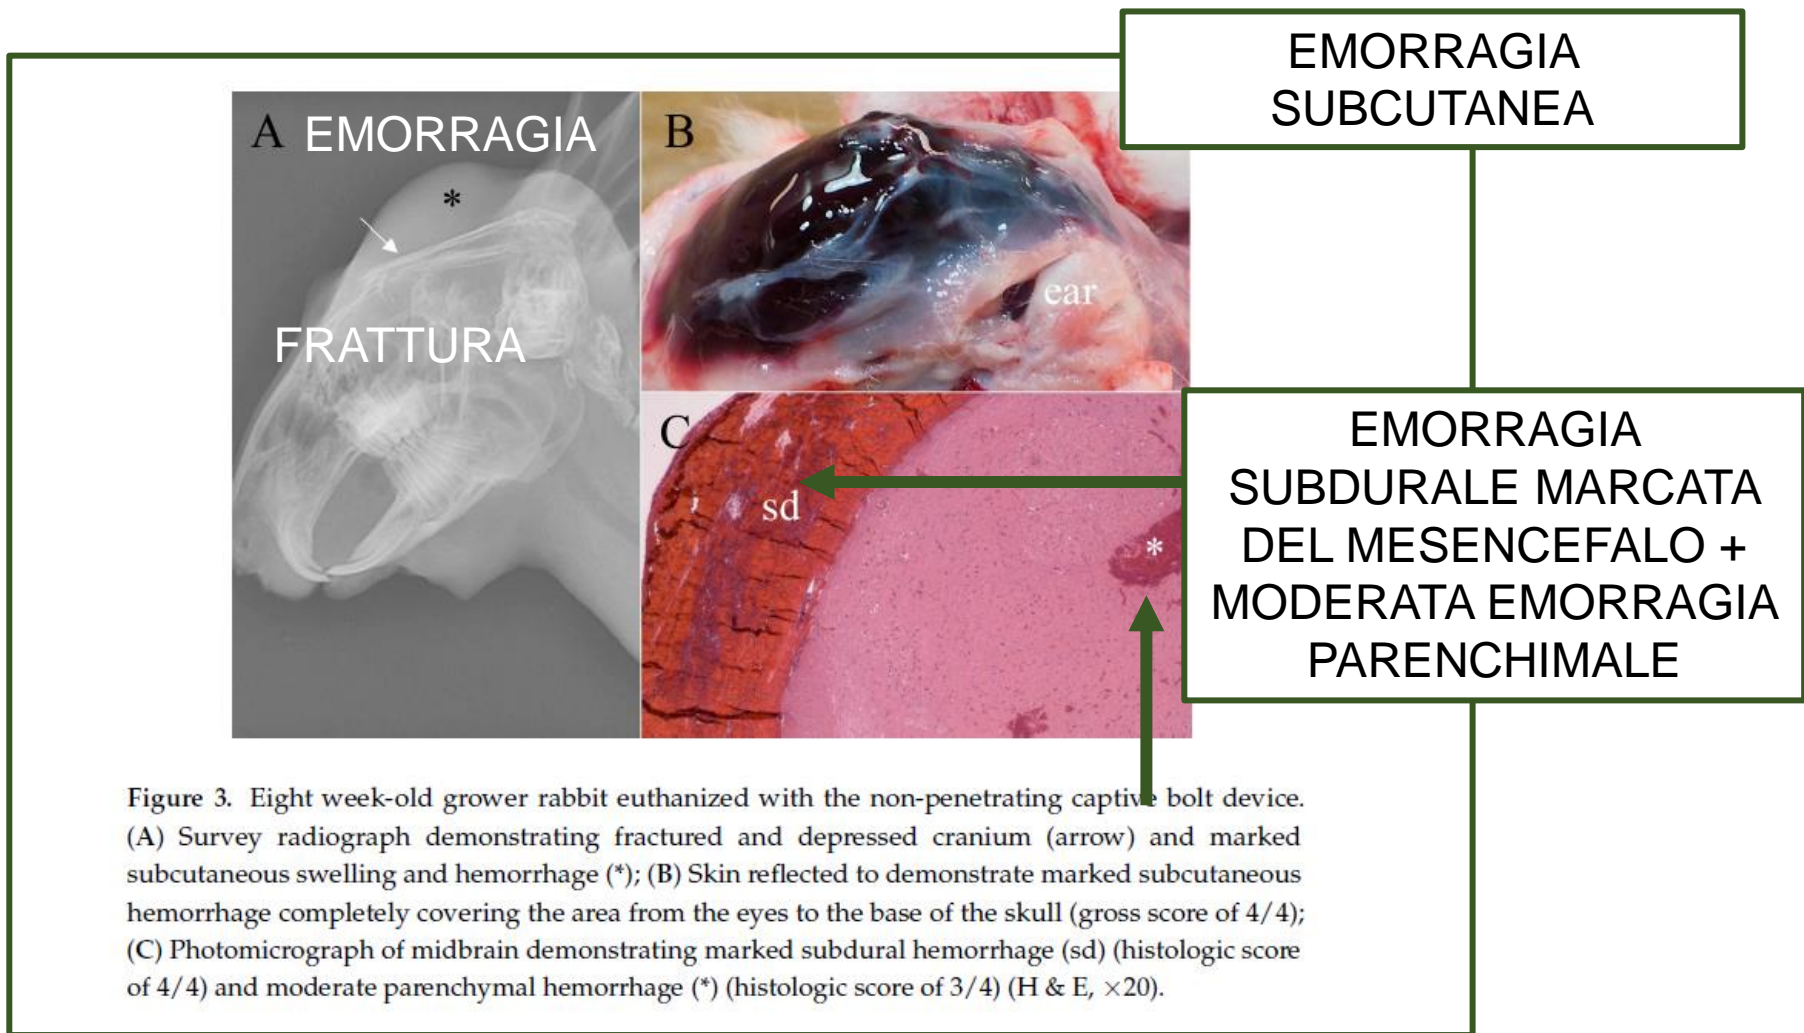 EMORRAGIA
SUBCUTANEA
A EMORRAGIA
*
FRATTURA
B
ear
C
sd
*
EMORRAGIA
SUBDURALE MARCATA
DEL MESENCEFALO +
MODERATA EMORRAGIA
PARENCHIMALE
Figure 3. Eight week-old grower rabbit euthanized with the non-penetrating captive bolt device.
(A) Survey radiograph demonstrating fractured and depressed cranium (arrow) and marked
subcutaneous swelling and hemorrhage (*); (B) Skin reflected to demonstrate marked subcutaneous
hemorrhage completely covering the area from the eyes to the base of the skull (gross score of 4/4);
(C) Photomicrograph of midbrain demonstrating marked subdural hemorrhage (sd) (histologic score
of 4/4) and moderate parenchymal hemorrhage (*) (histologic score of 3/4) (H & E, ×20).